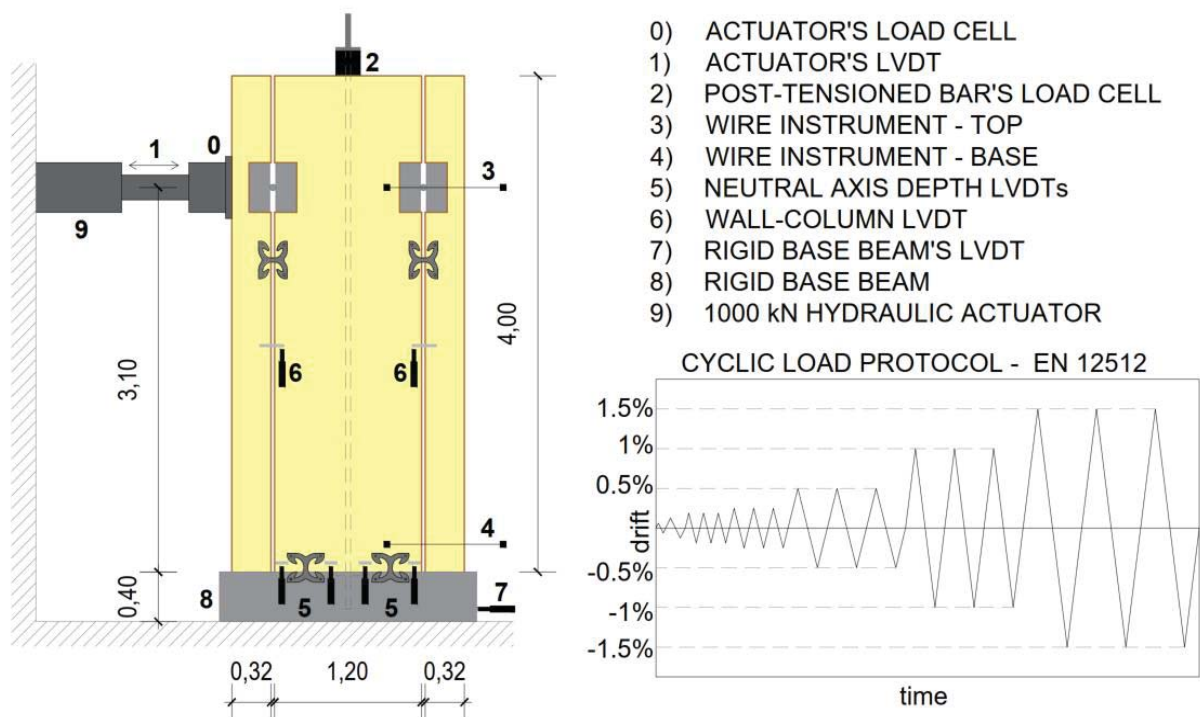 2
1
0
3
9
4,00
3,10
6
6
4
0,40
8
5
5
7
0,32
1,20
0,32
0) ACTUATOR'S LOAD CELL
1) ACTUATOR'S LVDT
2) POST-TENSIONED BAR'S LOAD CELL
3) WIRE INSTRUMENT - TOP
4) WIRE INSTRUMENT - BASE
5) NEUTRAL AXIS DEPTH LVDTs
6) WALL-COLUMN LVDT
7) RIGID BASE BEAM'S LVDT
8) RIGID BASE BEAM
9) 1000 kN HYDRAULIC ACTUATOR
CYCLIC LOAD PROTOCOL - EN 12512
1.5%
1%
0.5%
drift
-0.5%
-1%
-1.5%
time